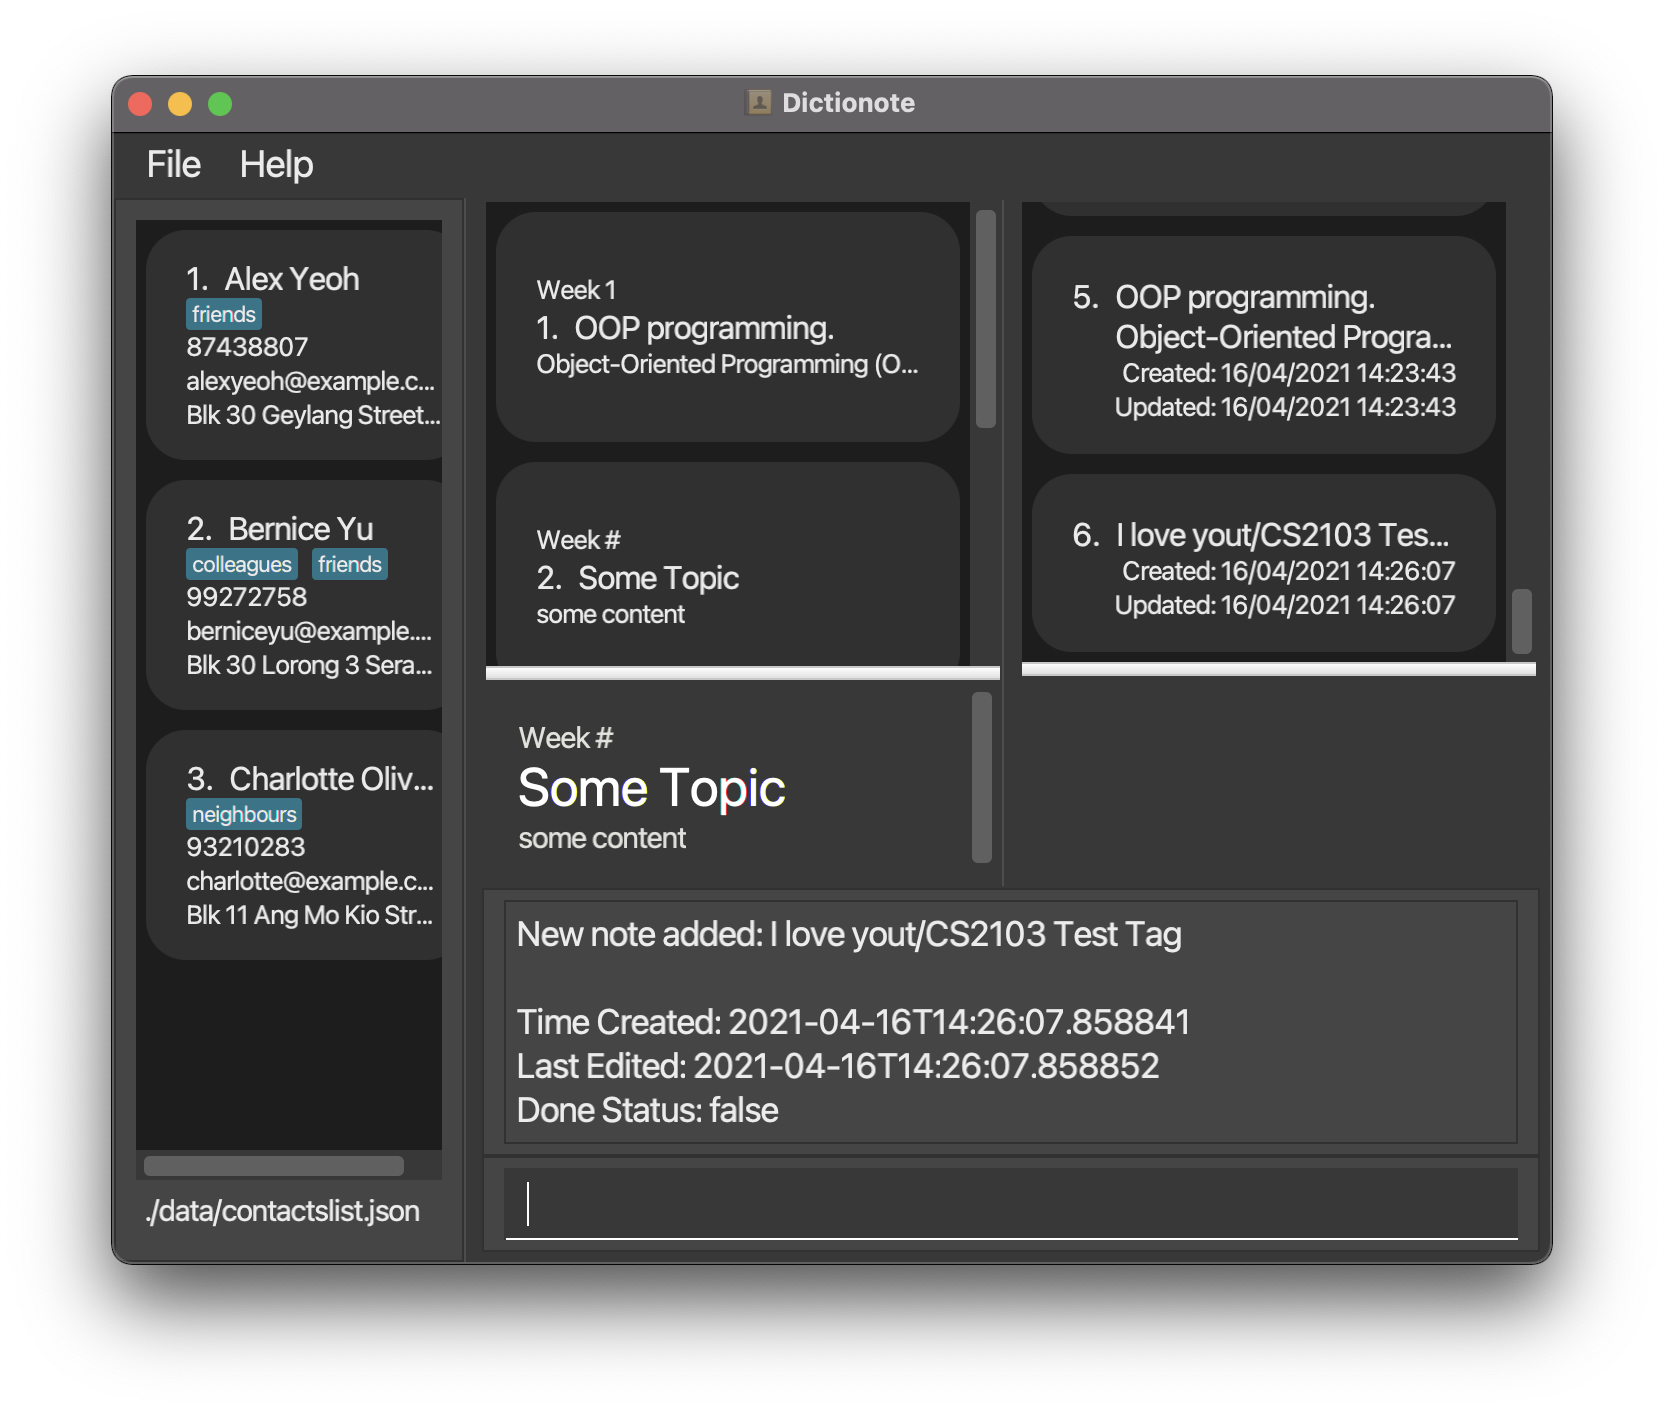 Dictionote
File Help
1. Alex Yeoh
friends
87438807
alexyeoh@example.c...
Blk 30 Geylang Street...
2. Bernice Yu
colleagues friends
99272758
berniceyu@example....
Blk 30 Lorong 3 Sera...
3. Charlotte Oliv...
neighbours
93210283
charlotte@example.c...
Blk 11 Ang Mo Kio Str...
./data/contactslist.json
Week 1
1. OOP programming.
Object-Oriented Programming (O...
Week #
2. Some Topic
some content
Week #
Some Topic
some content
5. OOP programming.
Object-Oriented Progra...
Created: 16/04/2021 14:23:43
Updated: 16/04/2021 14:23:43
6. I love yout/CS2103 Tes...
Created: 16/04/2021 14:26:07
Updated: 16/04/2021 14:26:07
New note added: I love yout/CS2103 Test Tag
Time Created: 2021-04-16T14:26:07.858841
Last Edited: 2021-04-16T14:26:07.858852
Done Status: false